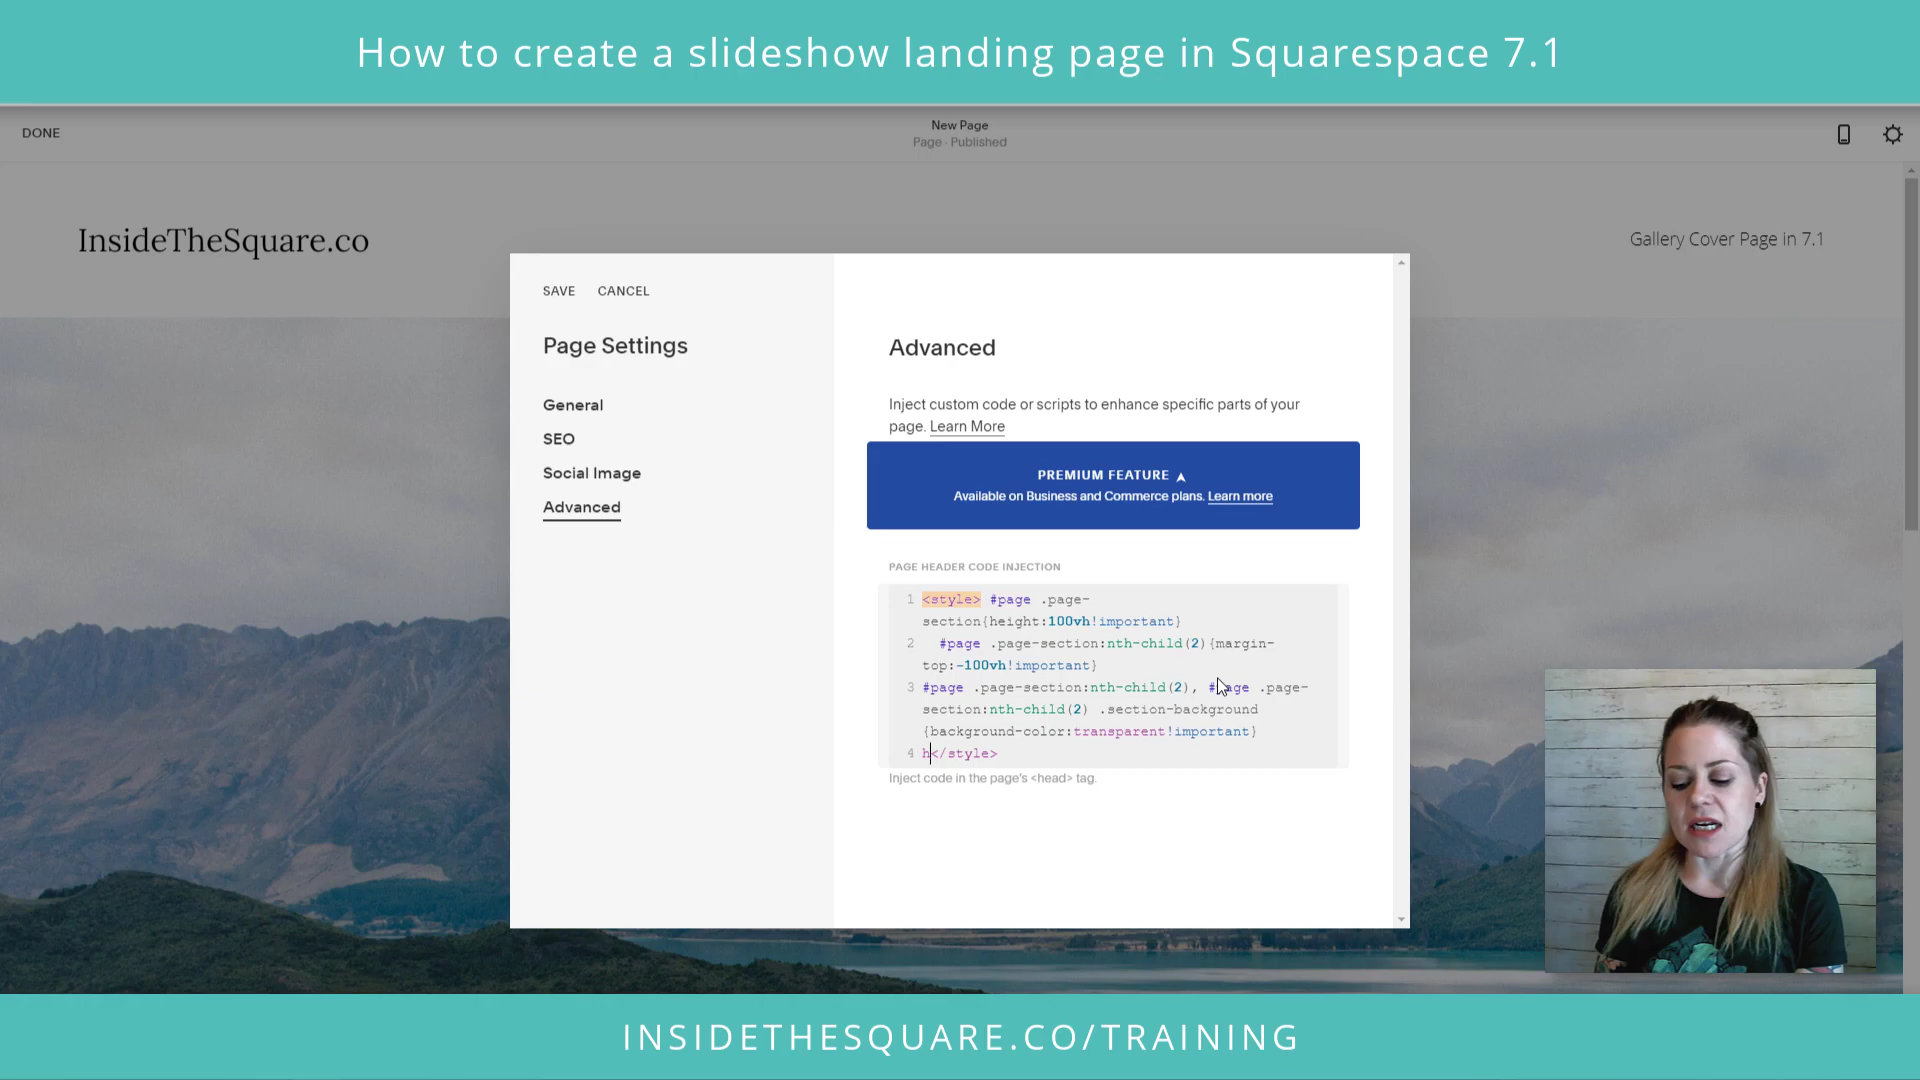 How to create a slideshow landing page in Squarespace 7.1
DONE
New Page
Page · Published
InsideTheSquare.co
Gallery Cover Page in 7.1
SAVE CANCEL
Page Settings
General
SEO
Social Image
Advanced
Advanced
Inject custom code or scripts to enhance specific parts of your
page. Learn More
PREMIUM FEATURE
Available on Business and Commerce plans. Learn more
PAGE HEADER CODE INJECTION
1 <style> #page .page-
section{height:100vh!important}
2 #page .page-section:nth-child(2){margin-
top:-100vh!important}
3 #page .page-section:nth-child(2), #page .page-
section:nth-child(2) .section-background
{background-color:transparent!important}
4 h</style>
Inject code in the page's <head> tag.
INSIDETHESQUARE.CO/TRAINING